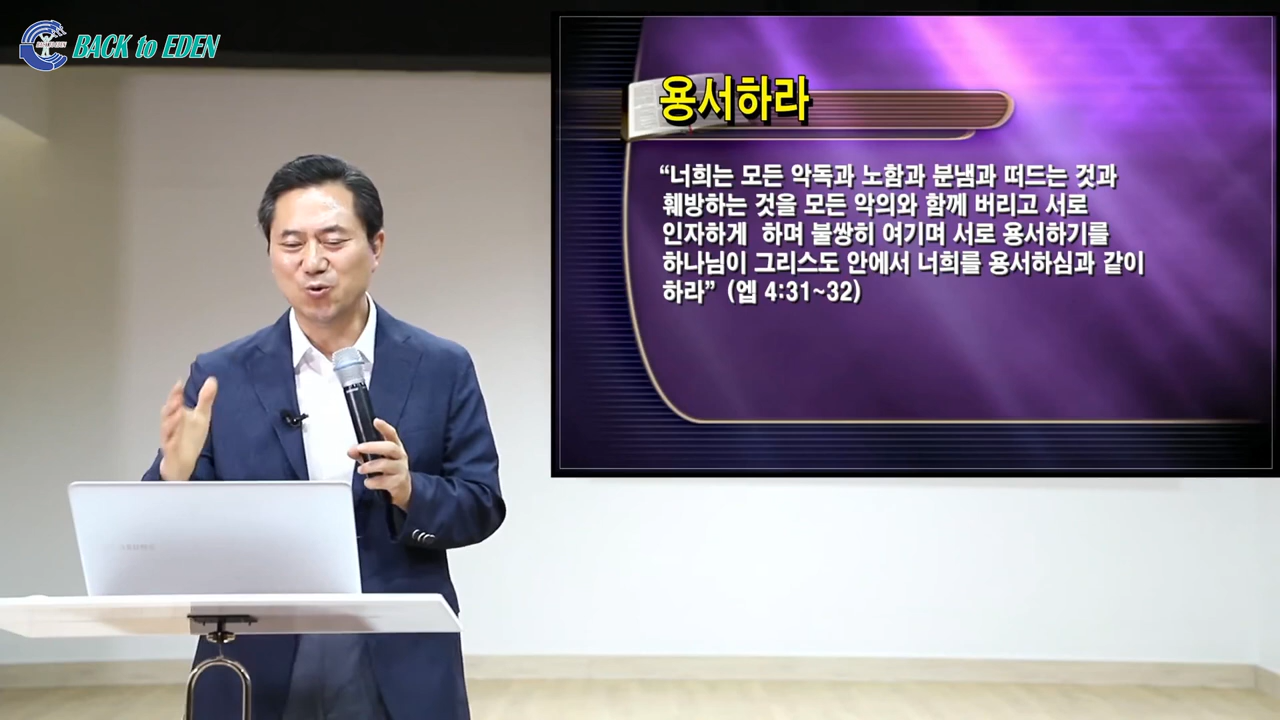 BACK to EDEN
용서하라
“너희는 모든 악독과 노함과 분냄과 떠드는 것과
훼방하는 것을 모든 악의와 함께 버리고 서로
인자하게 하며 불쌍히 여기며 서로 용서하기를
하나님이 그리스도 안에서 너희를 용서하심과 같이
하라” (엡 4:31~32)